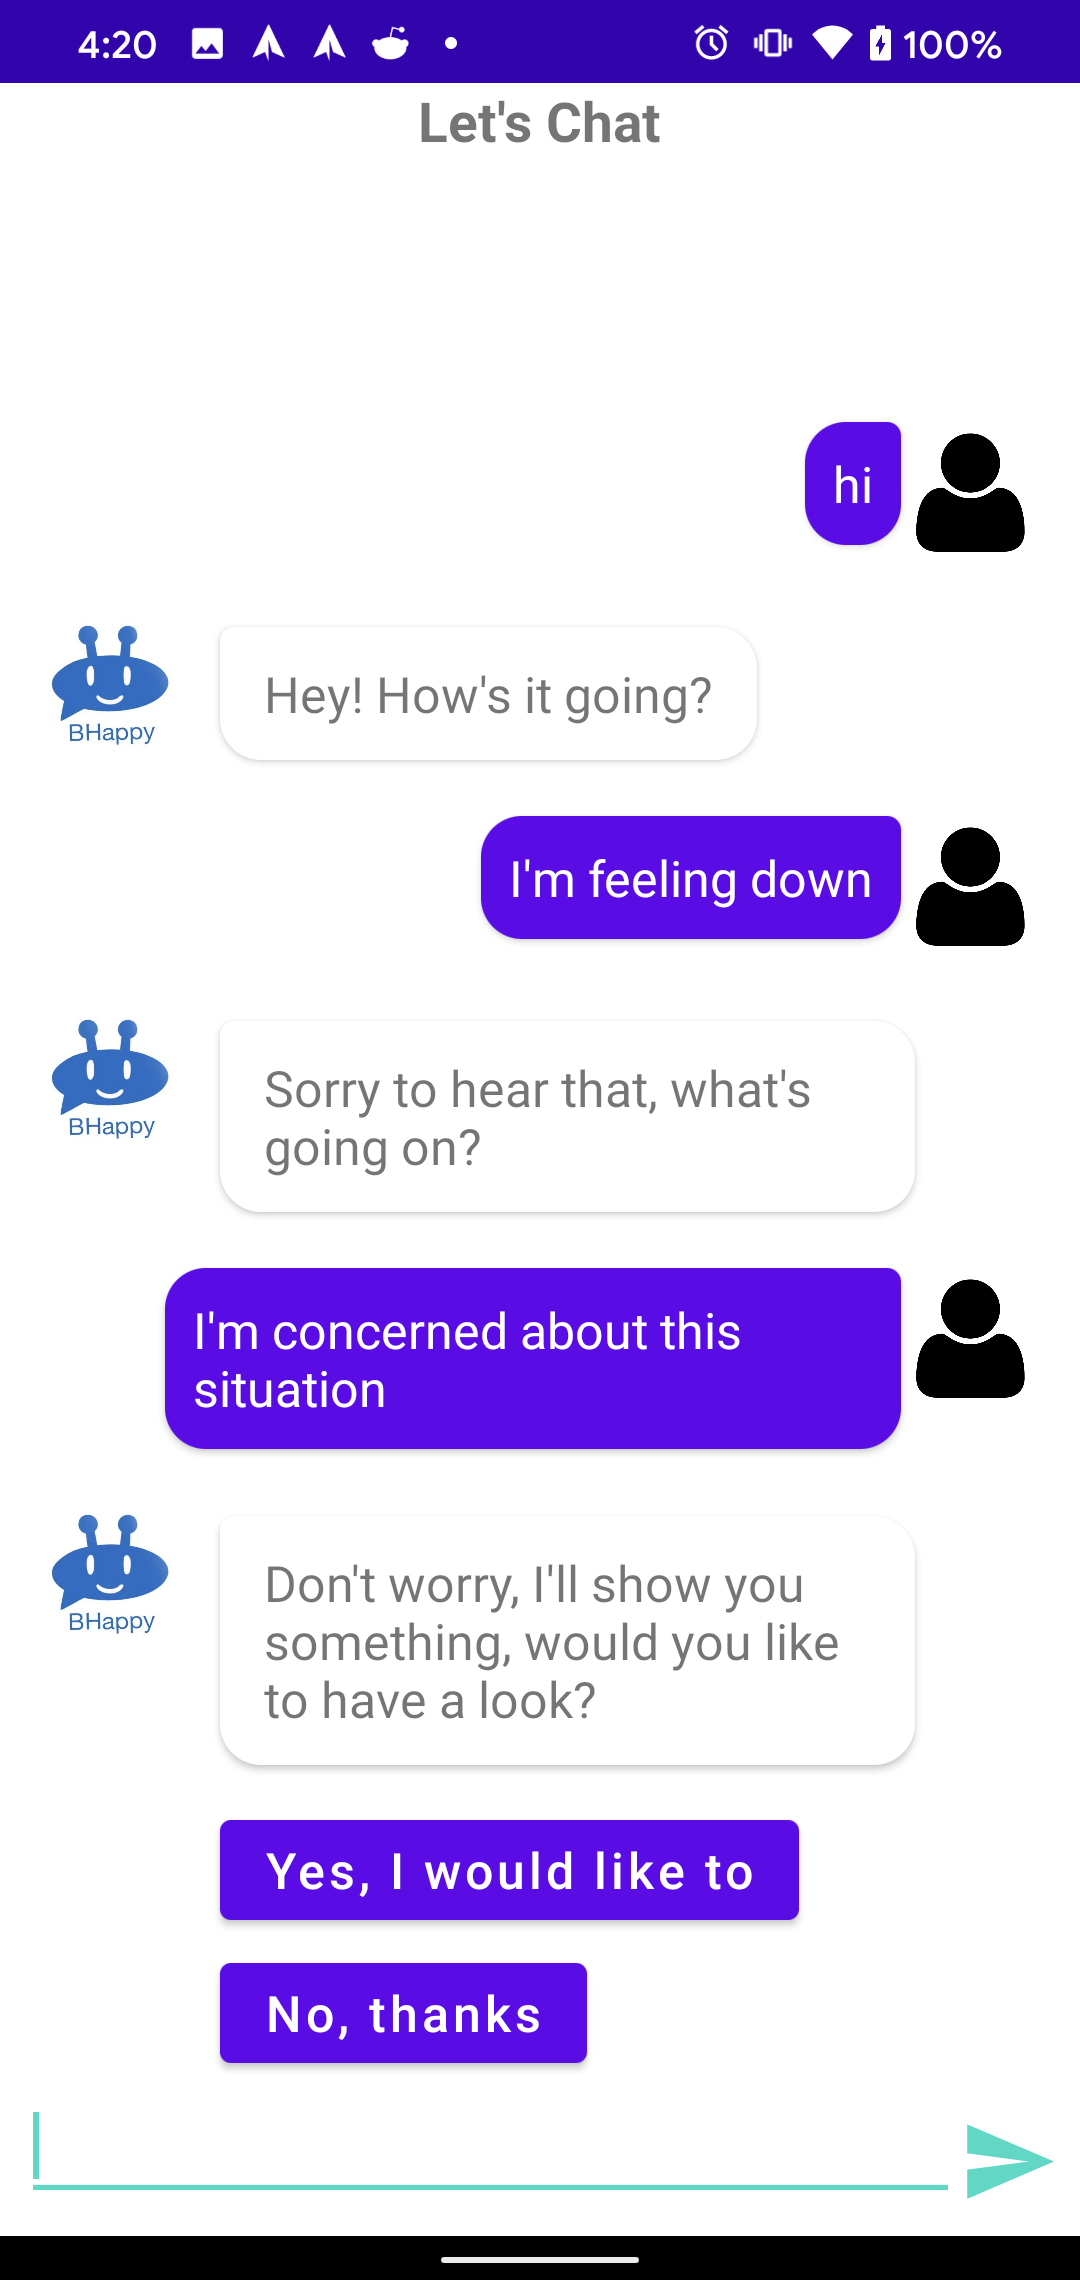 4:20
100%
Let's Chat
hi
BHappy
Hey! How's it going?
I'm feeling down
BHappy
Sorry to hear that, what's
going on?
I'm concerned about this
situation
BHappy
Don't worry, I'll show you
something, would you like
to have a look?
Yes, I would like to
No, thanks